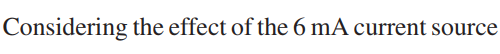 Considering the effect of the 6 mA current source